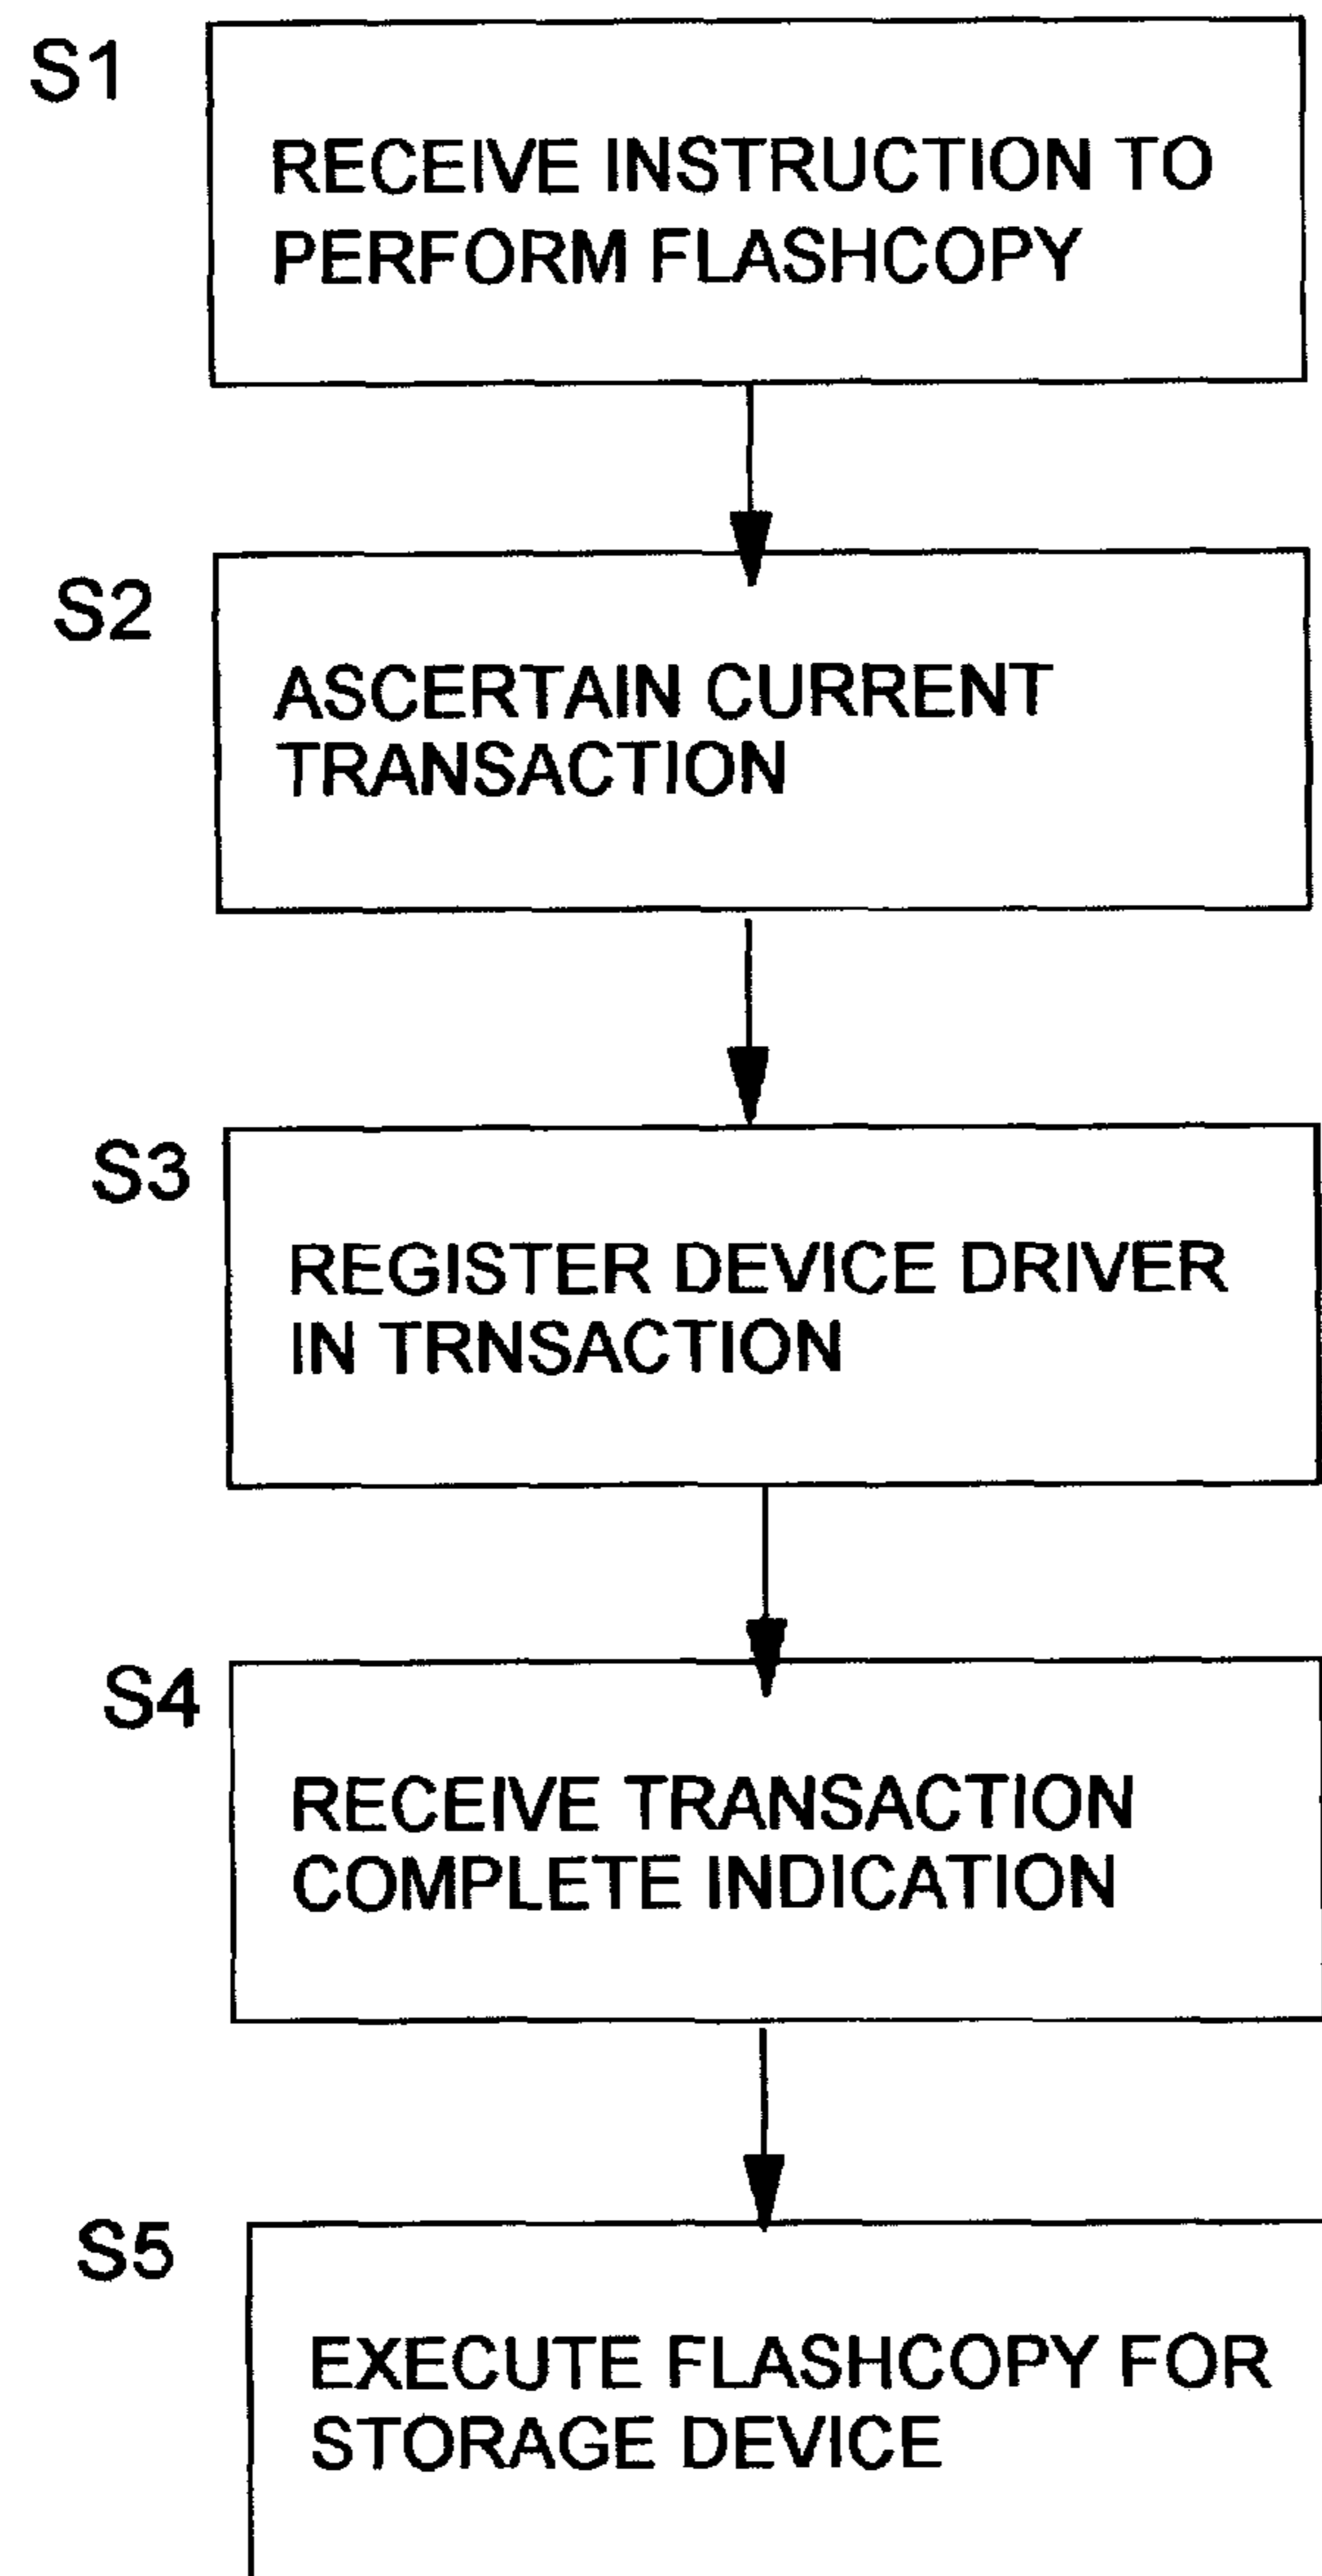 S1
RECEIVE INSTRUCTION TO
PERFORM FLASHCOPY
S2
ASCERTAIN CURRENT
TRANSACTION
S3
REGISTER DEVICE DRIVER
IN TRNSACTION
S4
RECEIVE TRANSACTION
COMPLETE INDICATION
S5
EXECUTE FLASHCOPY FOR
STORAGE DEVICE